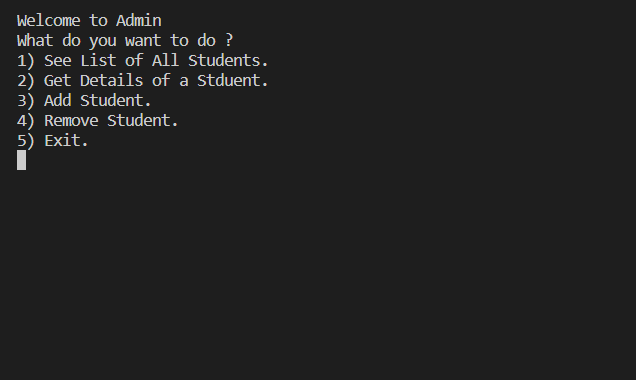 Welcome to Admin
What do you want to do ?
1) See List of All Students.
2) Get Details of a Stduent.
3) Add Student.
4) Remove Student.
5) Exit.